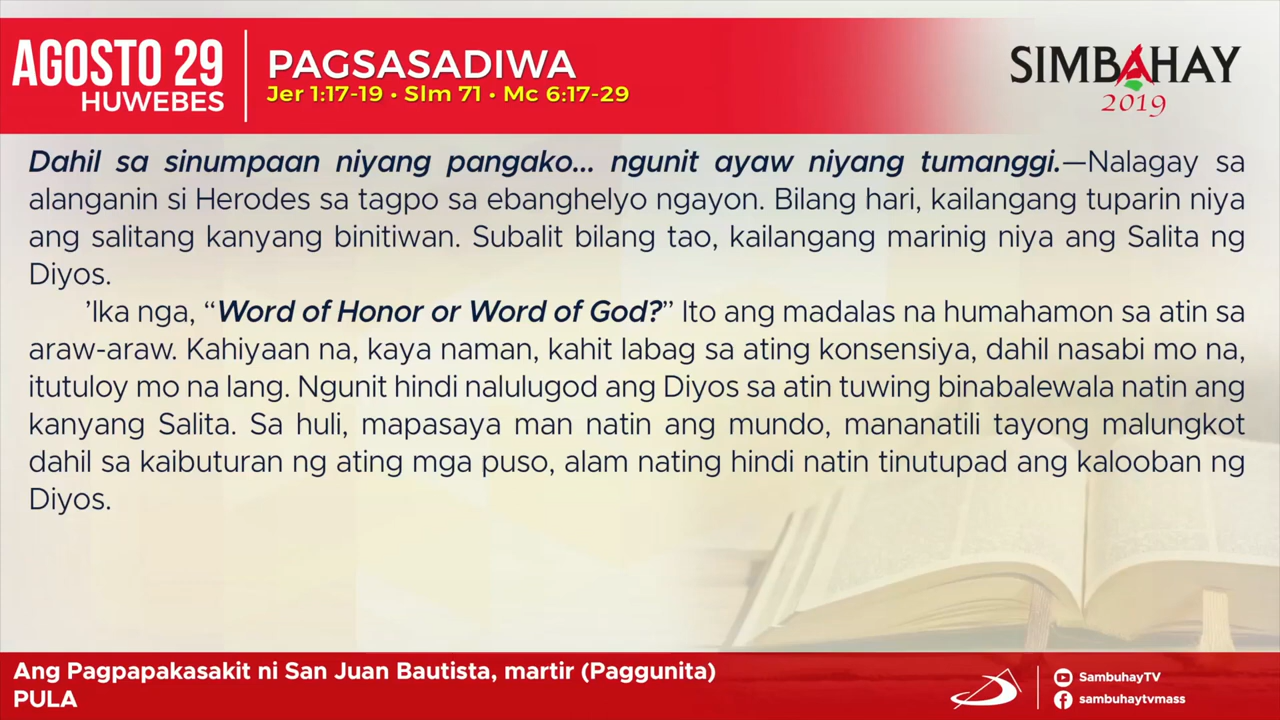 AGOSTO 29
HUWEBES
PAGSASADIWA
Jer 1:17-19 • Slm 71 • Mc 6:17-29
SIMBAHAY
2019
Dahil sa sinumpaan niyang pangako... ngunit ayaw niyang tumanggi.—Nalagay sa
alanganin si Herodes sa tagpo sa ebanghelyo ngayon. Bilang hari, kailangang tuparin niya
ang salitang kanyang binitiwan. Subalit bilang tao, kailangang marinig niya ang Salita ng
Diyos.
’Ika nga, “Word of Honor or Word of God?” Ito ang madalas na humahamon sa atin sa
araw-araw. Kahiyaan na, kaya naman, kahit labag sa ating konsensiya, dahil nasabi mo na,
itutuloy mo na lang. Ngunit hindi nalulugod ang Diyos sa atin tuwing binabalewala natin ang
kanyang Salita. Sa huli, mapasaya man natin ang mundo, mananatili tayong malungkot
dahil sa kaibuturan ng ating mga puso, alam nating hindi natin tinutupad ang kalooban ng
Diyos.
Ang Pagpapakasakit ni San Juan Bautista, martir (Paggunita)
PULA
SambuhayTV
sambuhaytvmass